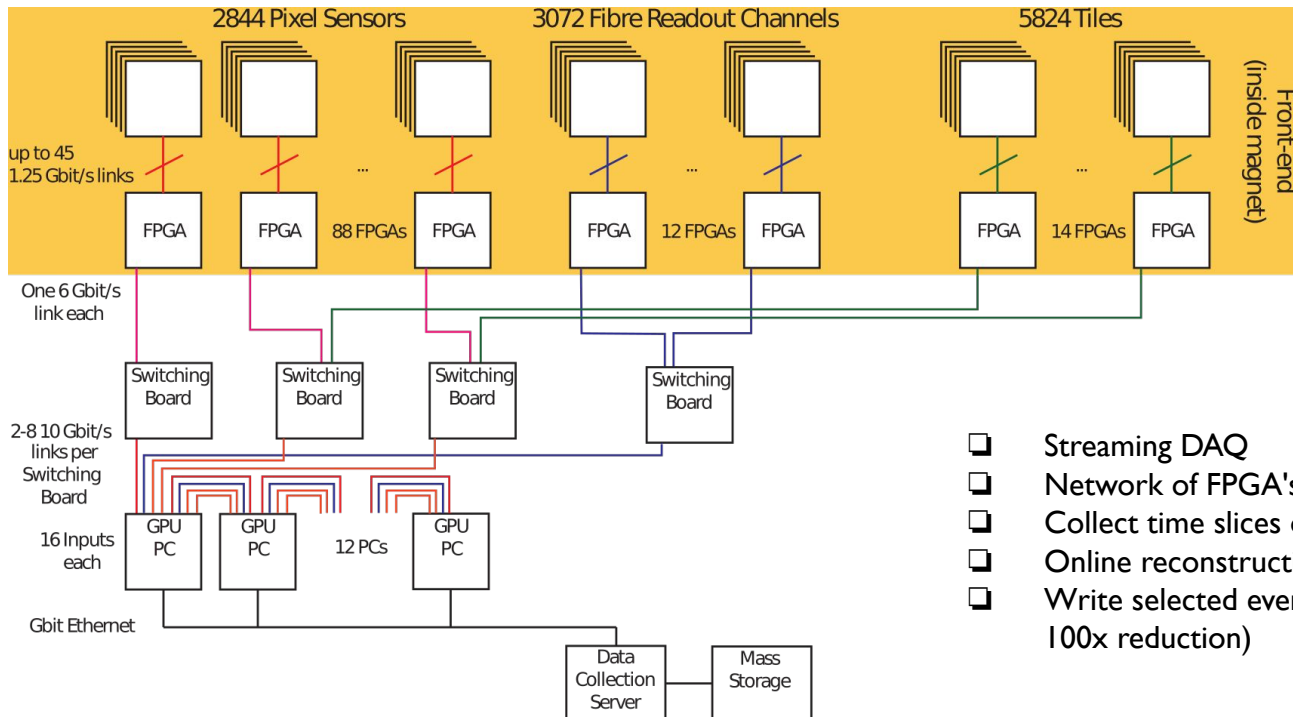 2844 Pixel Sensors
3072 Fibre Readout Channels
5824 Tiles
Front-end
(inside magnet)
up to 45
1.25 Gbit/s links
...
...
...
FPGA
FPGA
88 FPGAs
FPGA
FPGA
12 FPGAs
FPGA
FPGA
14 FPGAs
FPGA
One 6 Gbit/s
link each
Switching
Board
Switching
Board
Switching
Board
Switching
Board
2-8 10 Gbit/s
links per
Switching
Board
16 Inputs
each
GPU
PC
GPU
PC
12 PCs
GPU
PC
Gbit Ethernet
Data
Collection
Server
Mass
Storage
❑ Streaming DAQ
❑ Network of FPGA's
❑ Collect time slices
❑ Online reconstruct
❑ Write selected ever
100x reduction)